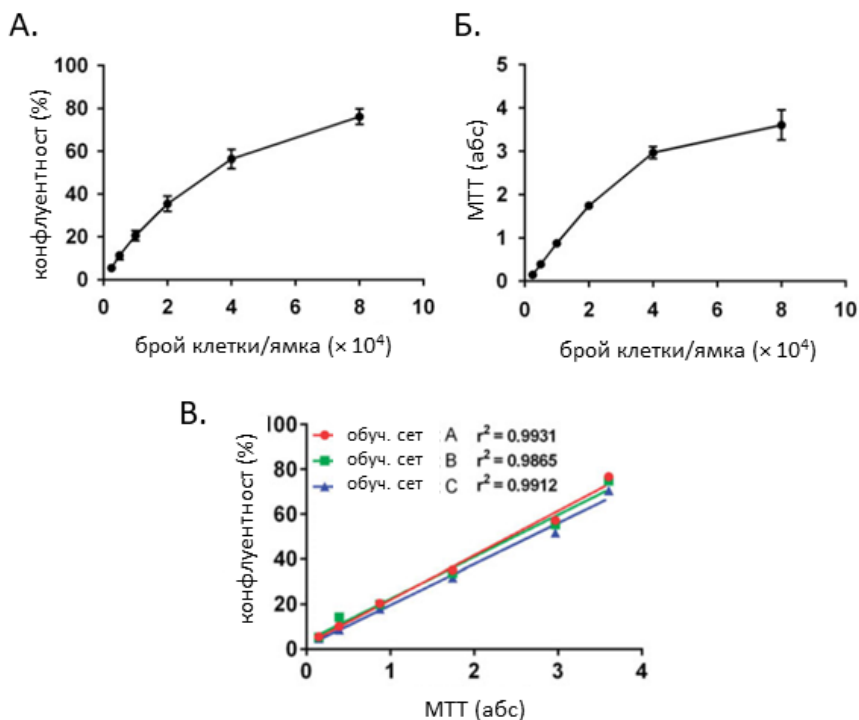 А.
100
80
60
40
20
0
конфлуентност (%)
0 2 4 6 8 10
брой клетки/ямка (× 10⁴)
Б.
5
4
3
2
1
0
МТТ (абс)
0 2 4 6 8 10
брой клетки/ямка (× 10⁴)
В.
100
80
60
40
20
0
конфлуентност (%)
обуч. сет A r² = 0.9931
обуч. сет B r² = 0.9865
обуч. сет C r² = 0.9912
0 1 2 3 4
МТТ (абс)